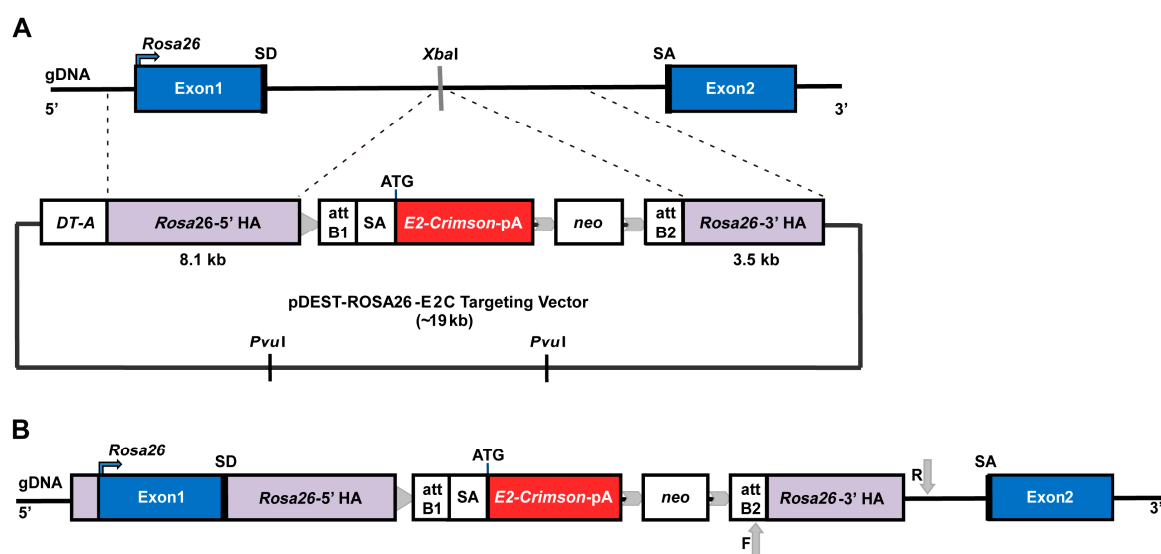 A
Rosa26
SD
XbaI
SA
gDNA
Exon1
Exon2
5’
3’
ATG
DT-A
Rosa26-5’ HA
att B1
SA
E2-Crimson-pA
neo
att B2
Rosa26-3’ HA
8.1 kb
3.5 kb
pDEST-ROSA26-E2C Targeting Vector
(~19kb)
PvuI
PvuI
B
Rosa26
SD
ATG
R
SA
gDNA
Exon1
Rosa26-5’ HA
att B1
SA
E2-Crimson-pA
neo
att B2
Rosa26-3’ HA
Exon2
5’
3’
F